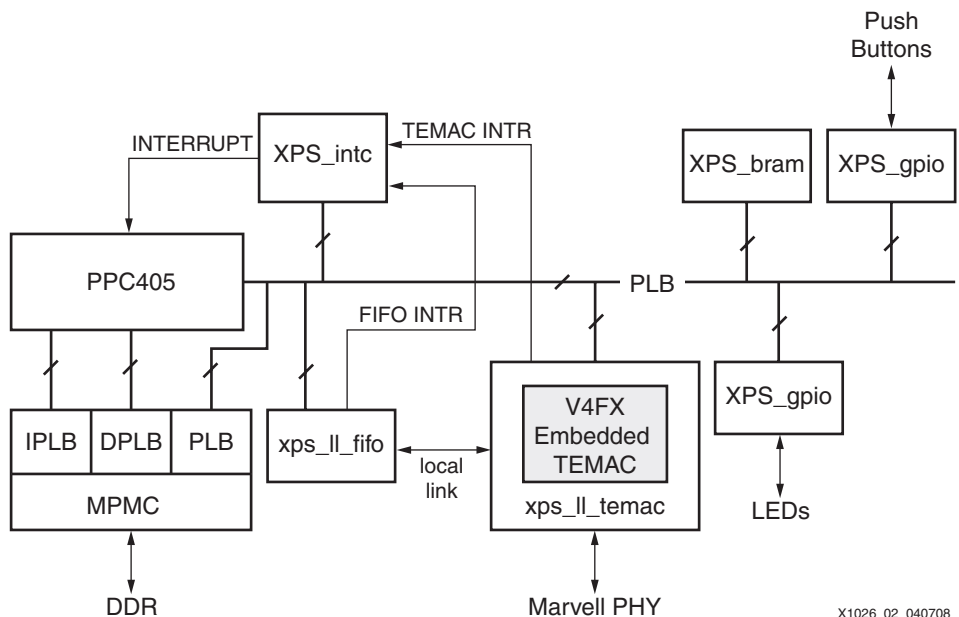 Push
Buttons
TEMAC INTR
INTERRUPT
XPS_intc
XPS_bram
XPS_gpio
PPC405
PLB
FIFO INTR
XPS_gpio
V4FX
Embedded
TEMAC
IPLB
DPLB
PLB
xps_ll_fifo
local
link
xps_ll_temac
MPMC
LEDs
DDR
Marvell PHY
X1026_02_040708